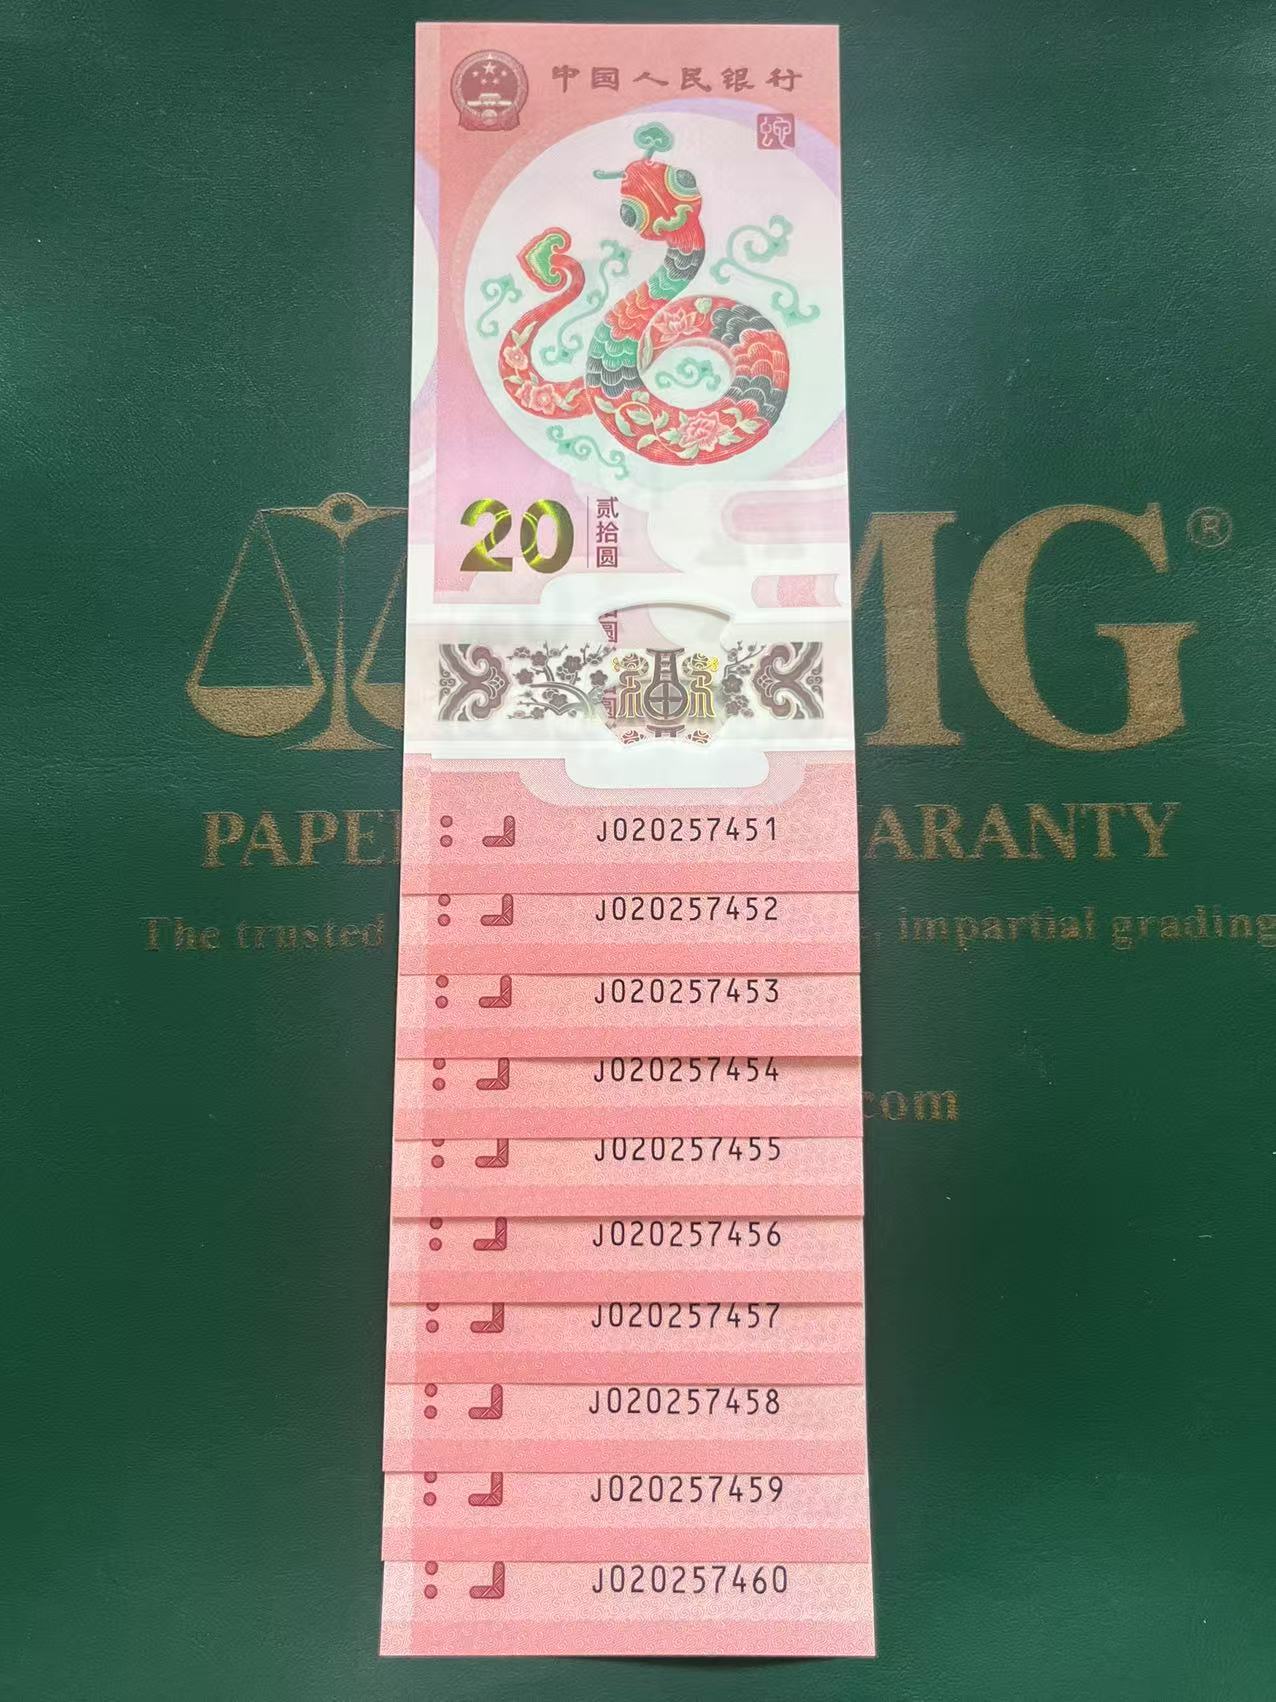 中国人民银行
蛇
20 贰拾圆
福
J020257451
J020257452
J020257453
J020257454
J020257455
J020257456
J020257457
J020257458
J020257459
J020257460
MG®
PAPE
ARANTY
The trusted
, impartial grading
com